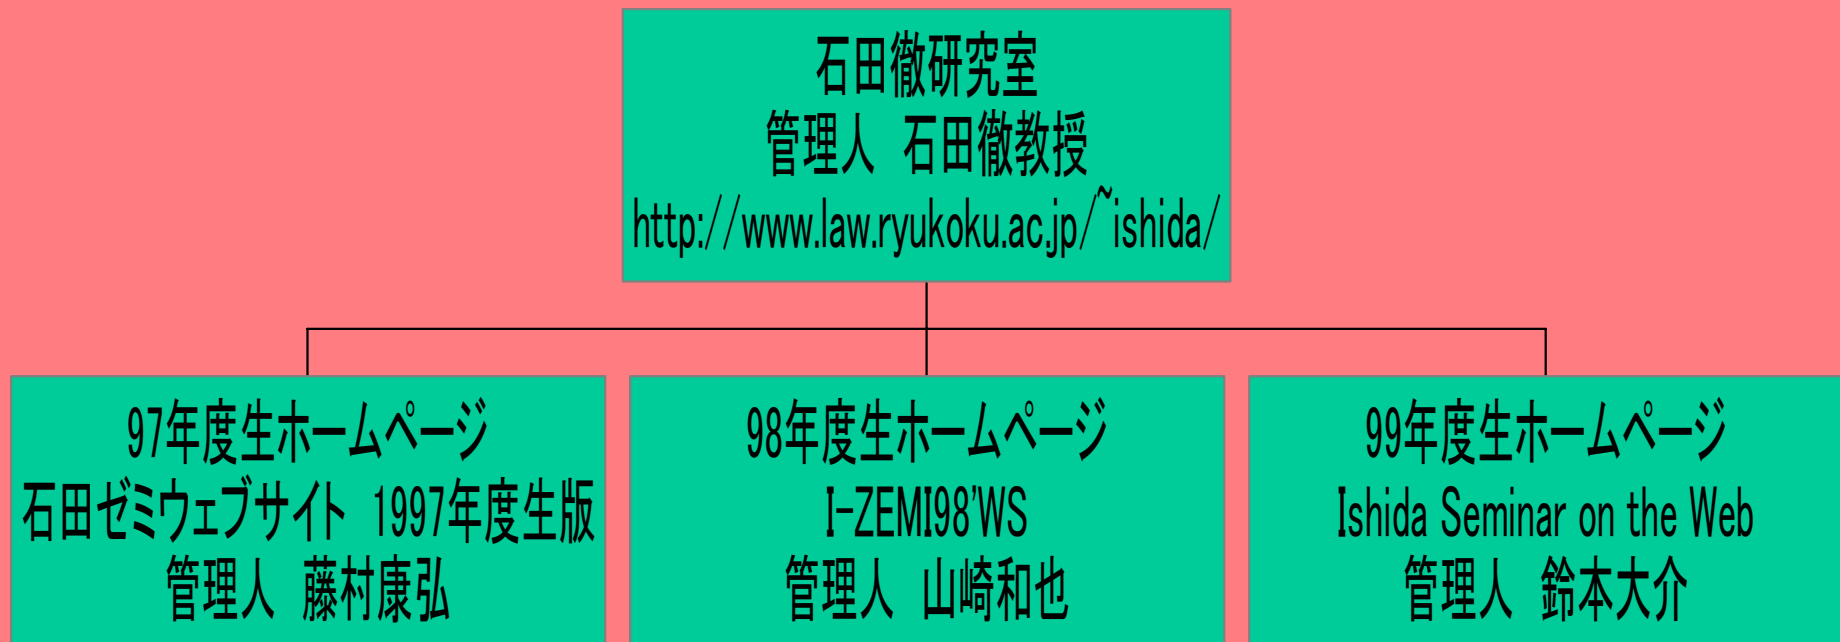 石田徹研究室
管理人　石田徹教授
http://www.law.ryukoku.ac.jp/~ishida/
97年度生ホームページ
石田ゼミウェブサイト　1997年度生版
管理人　藤村康弘
98年度生ホームページ
I-ZEMI98'WS
管理人　山崎和也
99年度生ホームページ
Ishida Seminar on the Web
管理人　鈴本大介